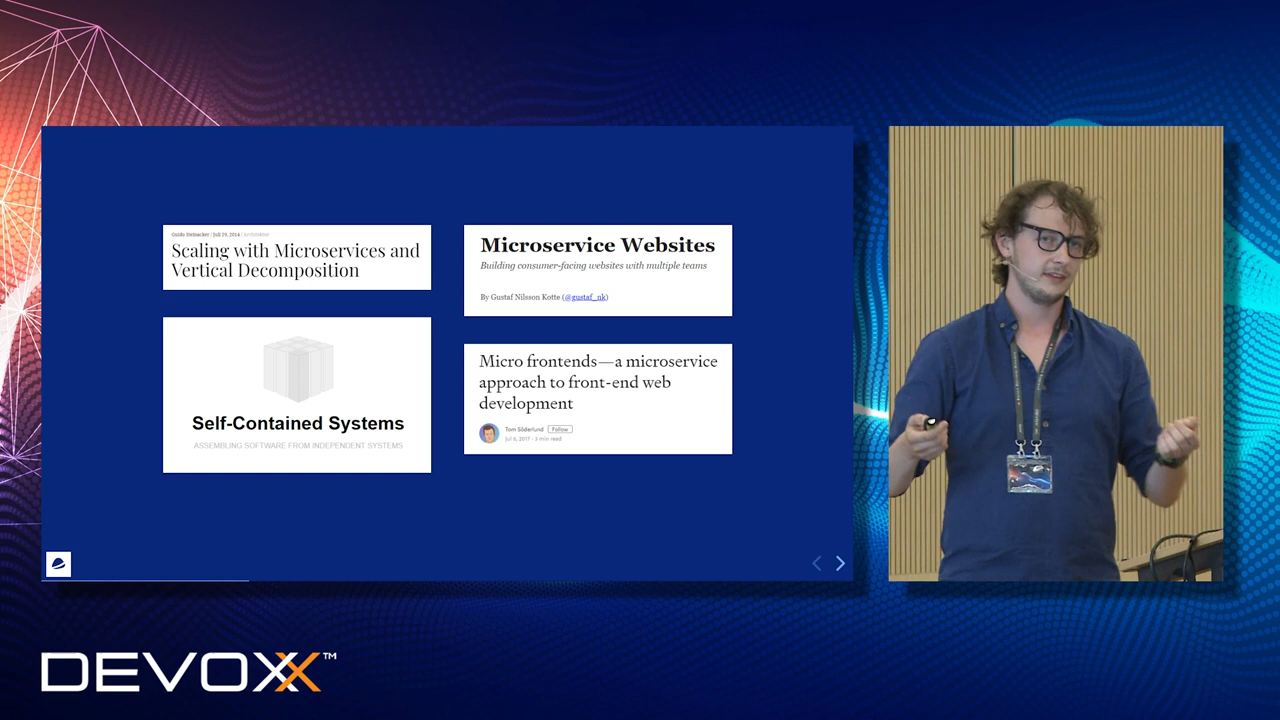 Guido Steinacker / Juli 29, 2014 / Architektur
Scaling with Microservices and
Vertical Decomposition
Self-Contained Systems
ASSEMBLING SOFTWARE FROM INDEPENDENT SYSTEMS
Microservice Websites
Building consumer-facing websites with multiple teams
By Gustaf Nilsson Kotte (@gustaf_nk)
Micro frontends—a microservice
approach to front-end web
development
Tom Söderlund Follow
Jul 6, 2017 · 3 min read
DEVOXX™